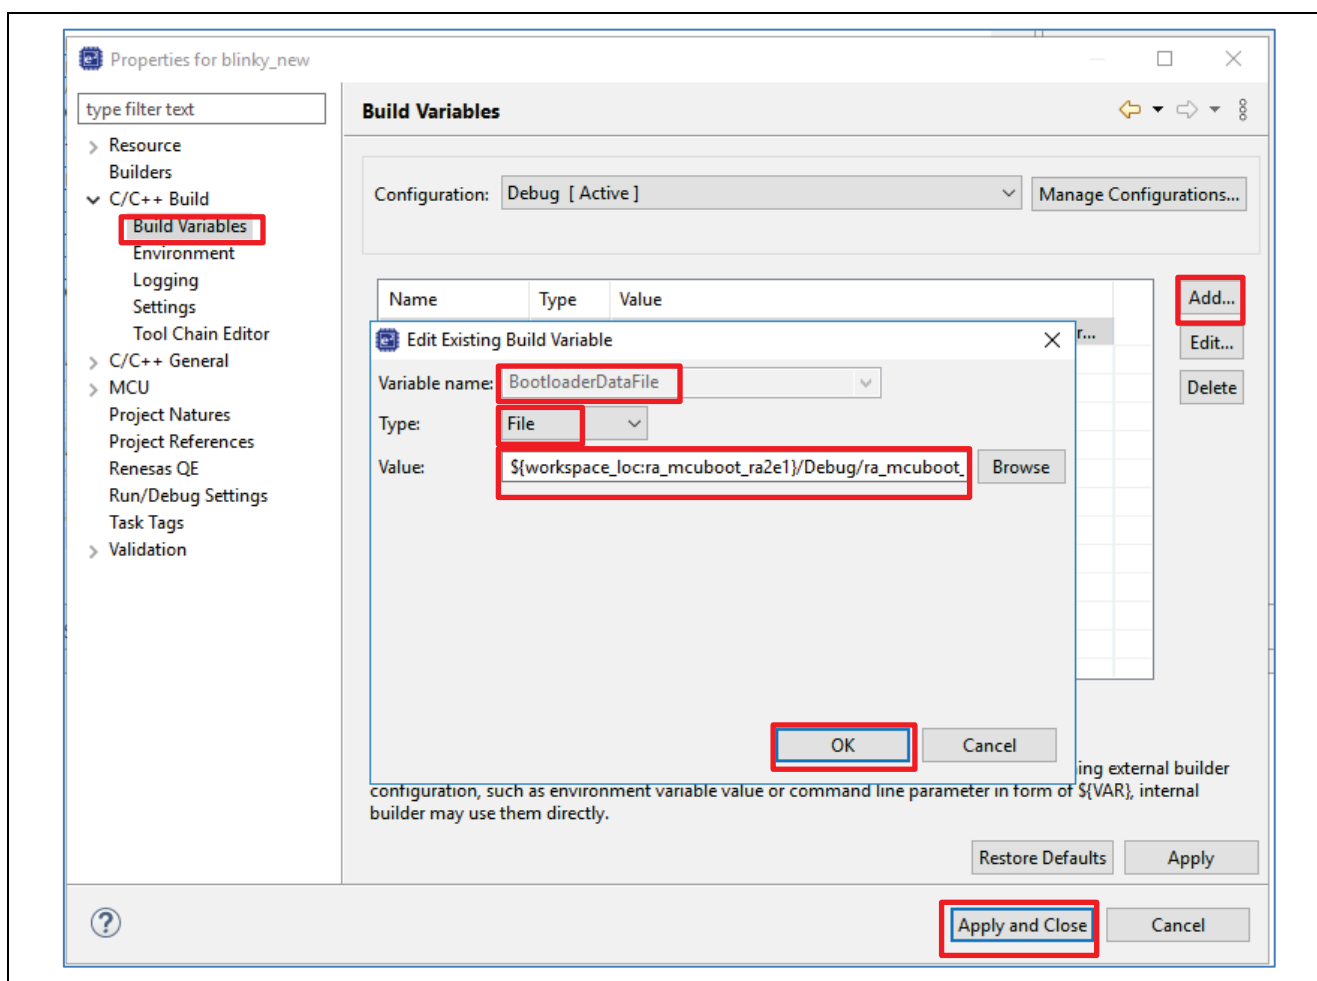 Properties for blinky_new
type filter text
Resource
Builders
C/C++ Build
Build Variables
Environment
Logging
Settings
Tool Chain Editor
C/C++ General
MCU
Project Natures
Project References
Renesas QE
Run/Debug Settings
Task Tags
Validation
Build Variables
Configuration: Debug [ Active ] Manage Configurations...
Name Type Value
Add...
r...
Edit...
Delete
Edit Existing Build Variable
Variable name: BootloaderDataFile
Type: File
Value: ${workspace_loc:ra_mcuboot_ra2e1}/Debug/ra_mcuboot_ Browse
OK Cancel
ing external builder
configuration, such as environment variable value or command line parameter in form of ${VAR}, internal
builder may use them directly.
Restore Defaults Apply
Apply and Close Cancel